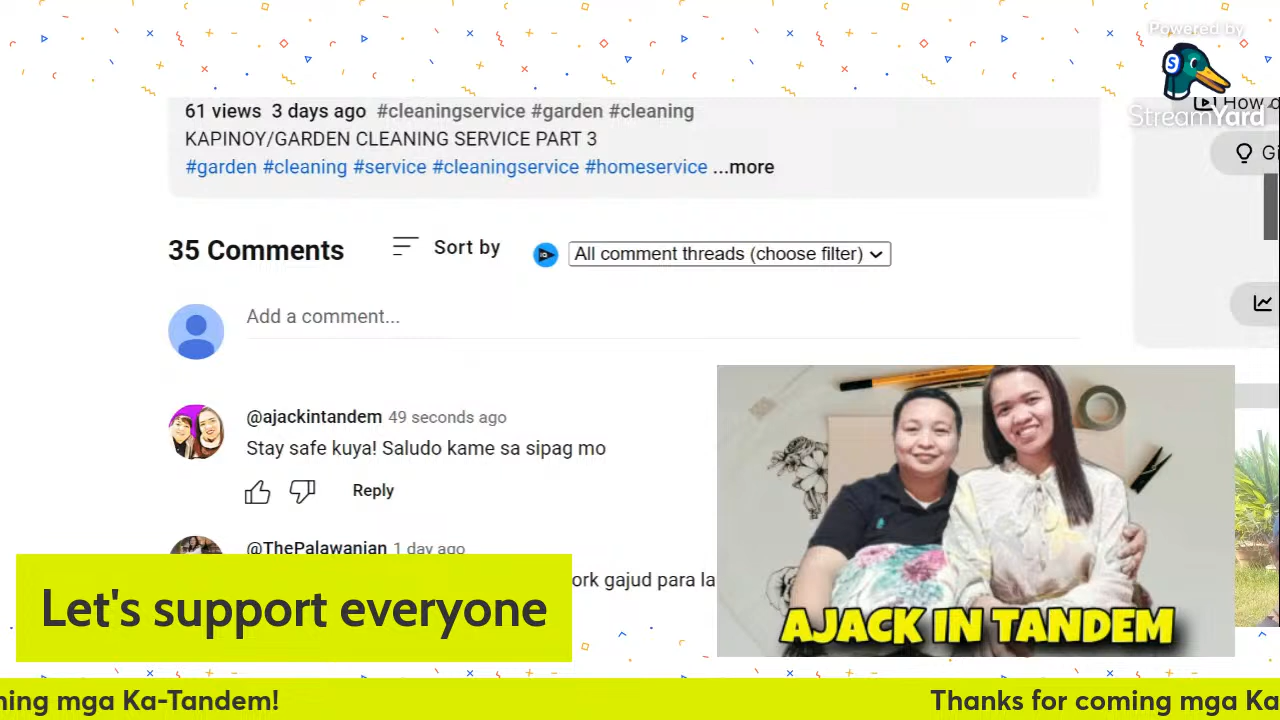 Powered by
StreamYard
61 views 3 days ago #cleaningservice #garden #cleaning
KAPINOY/GARDEN CLEANING SERVICE PART 3
#garden #cleaning #service #cleaningservice #homeservice ...more
How
35 Comments
Sort by
All comment threads (choose filter)
Add a comment...
@ajackintandem 49 seconds ago
Stay safe kuya! Saludo kame sa sipag mo
Reply
@ThePalawanian 1 day ago
gajud para la
Let's support everyone
AJACK IN TANDEM
mga Ka-Tandem!
Thanks for coming mga